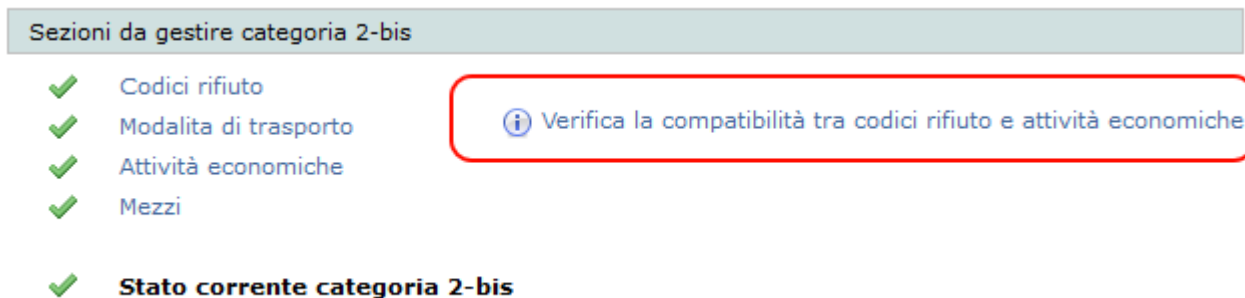 Sezioni da gestire categoria 2-bis
Codici rifiuto
Verifica la compatibilità tra codici rifiuto e attività economiche
Modalita di trasporto
Attività economiche
Mezzi
Stato corrente categoria 2-bis